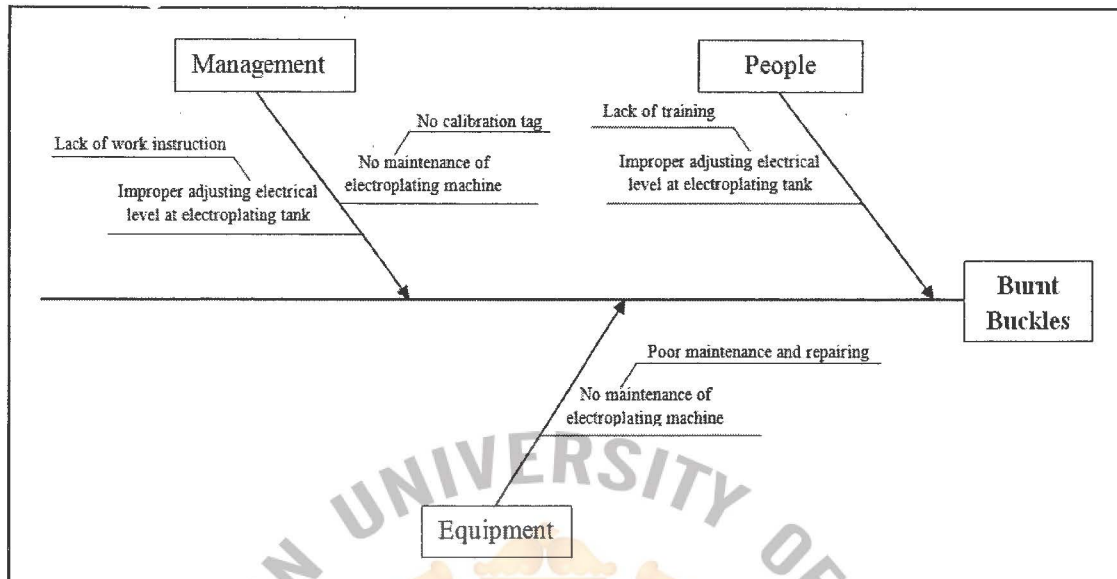 Management
People
No calibration tag
Lack of training
Lack of work instruction
No maintenance of
electroplating machine
Improper adjusting electrical
level at electroplating tank
Improper adjusting electrical
level at electroplating tank
Burnt
Buckles
Poor maintenance and repairing
No maintenance of
electroplating machine
Equipment
UNIVERSITY OF